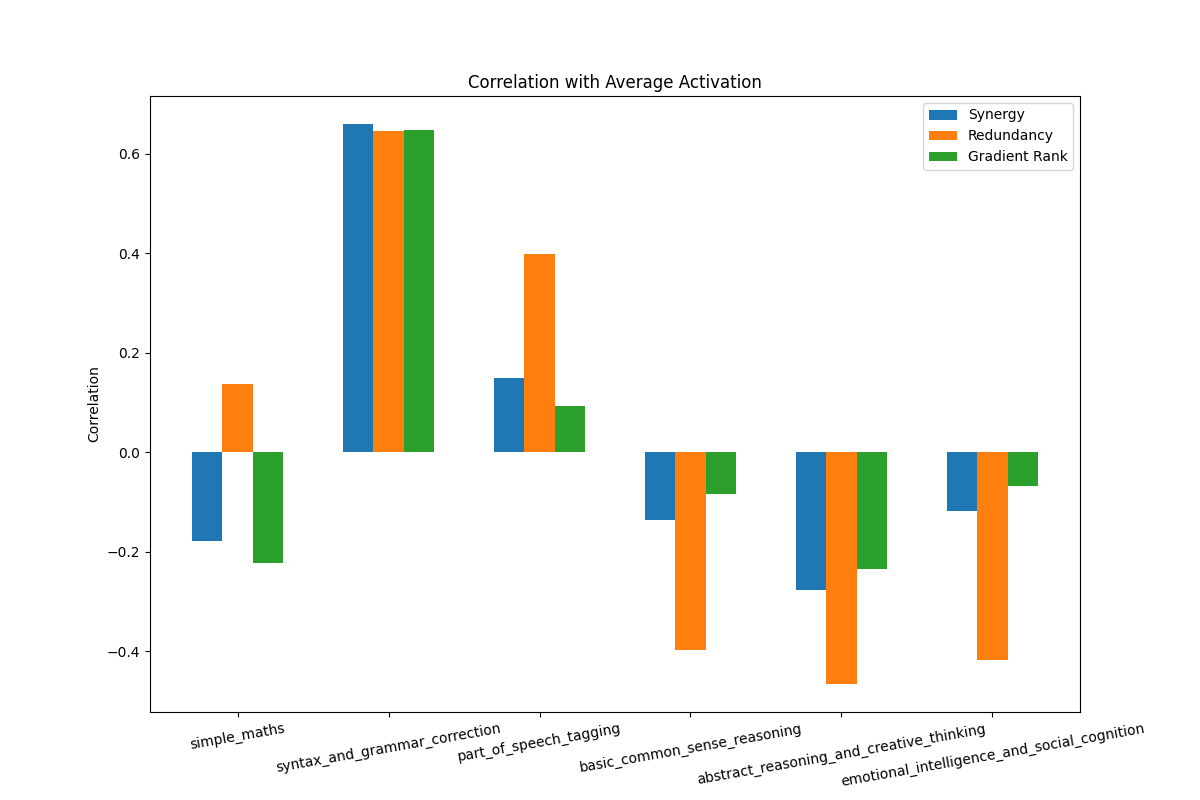 Correlation with Average Activation
Synergy
Redundancy
Gradient Rank
Correlation
0.6
0.4
0.2
0.0
−0.2
−0.4
simple_maths
syntax_and_grammar_correction
part_of_speech_tagging
basic_common_sense_reasoning
abstract_reasoning_and_creative_thinking
emotional_intelligence_and_social_cognition